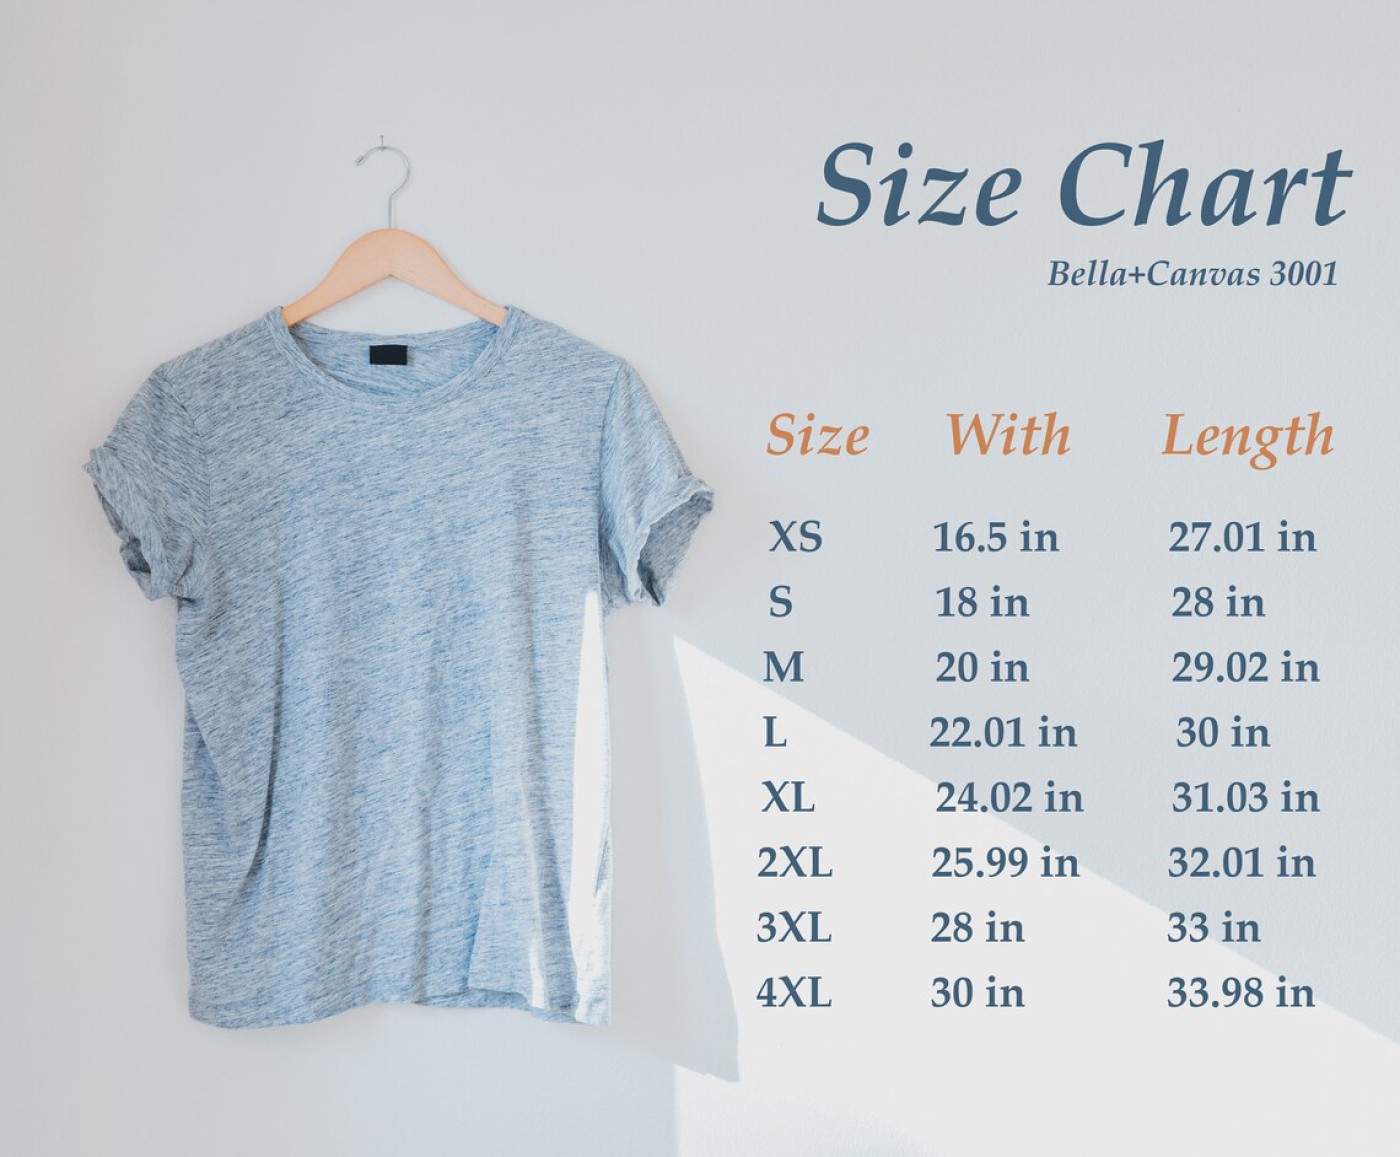 Size Chart
Bella+Canvas 3001
Size With Length
XS 16.5 in 27.01 in
S 18 in 28 in
M 20 in 29.02 in
L 22.01 in 30 in
XL 24.02 in 31.03 in
2XL 25.99 in 32.01 in
3XL 28 in 33 in
4XL 30 in 33.98 in